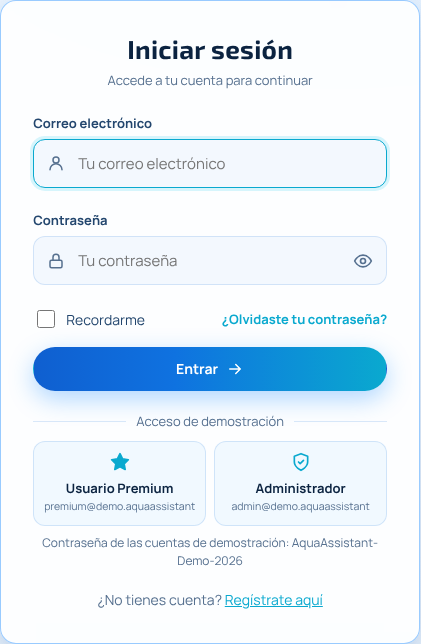 Iniciar sesión
Accede a tu cuenta para continuar
Correo electrónico
Tu correo electrónico
Contraseña
Tu contraseña
Recordarme
¿Olvidaste tu contraseña?
Entrar →
Acceso de demostración
Usuario Premium
premium@demo.aquaassistant
Administrador
admin@demo.aquaassistant
Contraseña de las cuentas de demostración: AquaAssistant-
Demo-2026
¿No tienes cuenta? Regístrate aquí